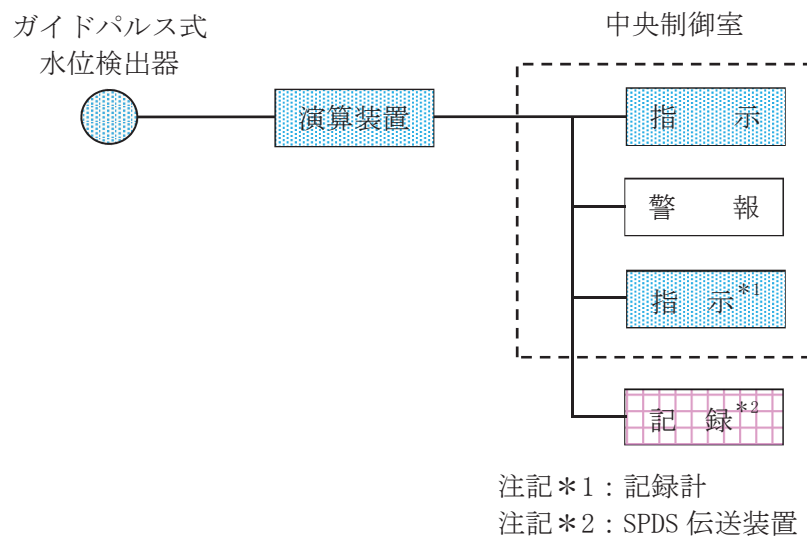 ガイドパルス式
水位検出器
中央制御室
演算装置
指　示
警　報
指　示*1
記　録*2
注記＊1：記録計
注記＊2：SPDS 伝送装置